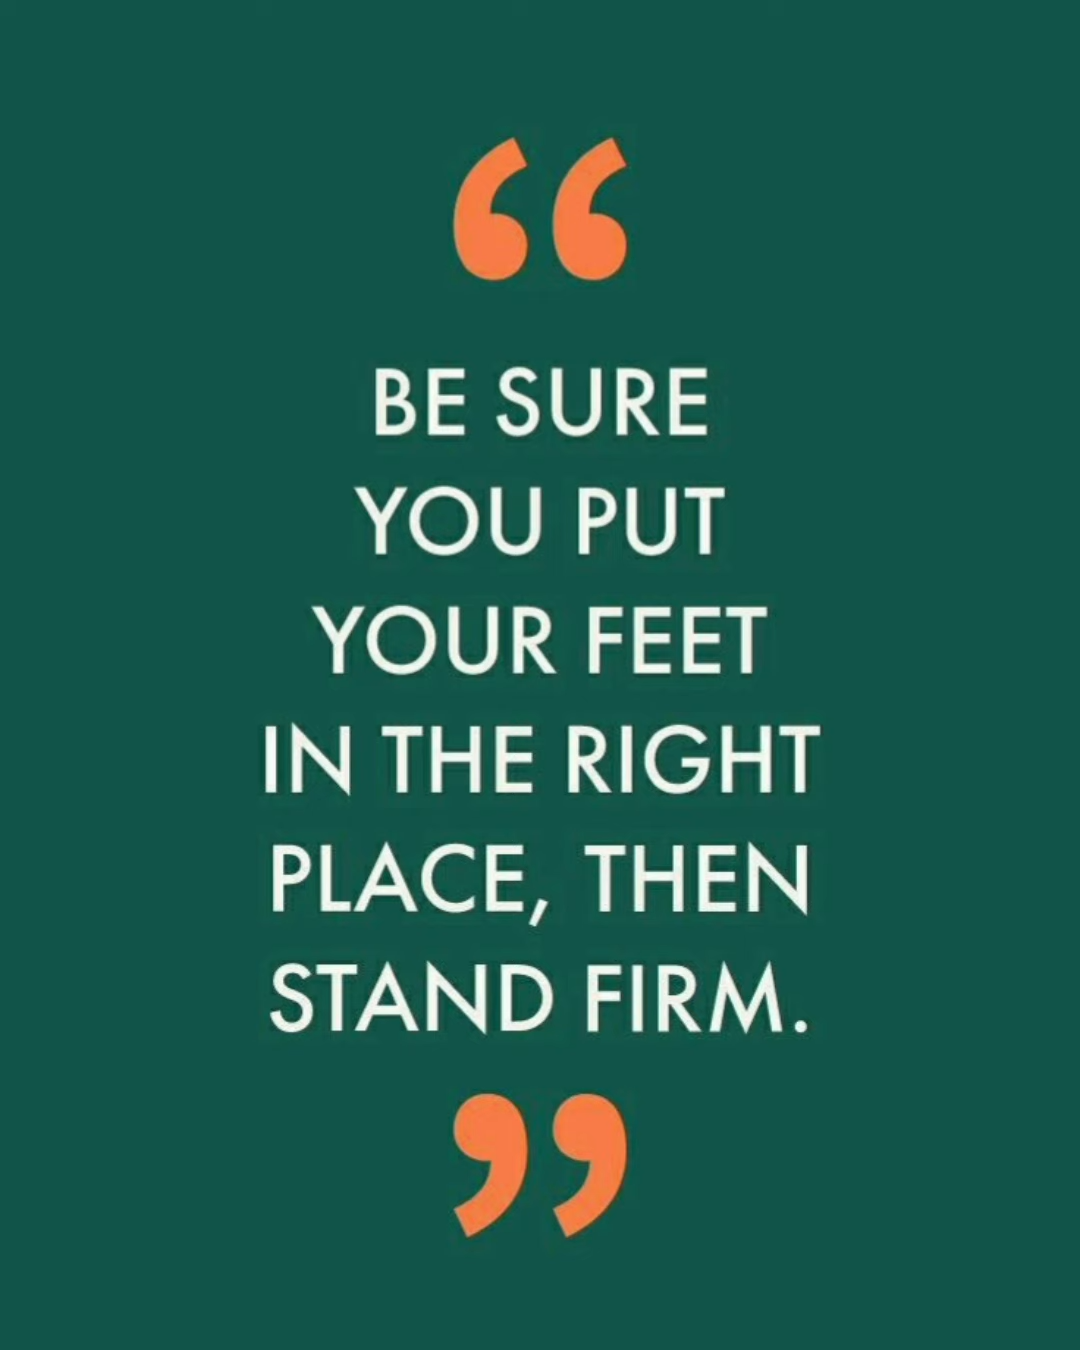 “
BE SURE
YOU PUT
YOUR FEET
IN THE RIGHT
PLACE, THEN
STAND FIRM.
”